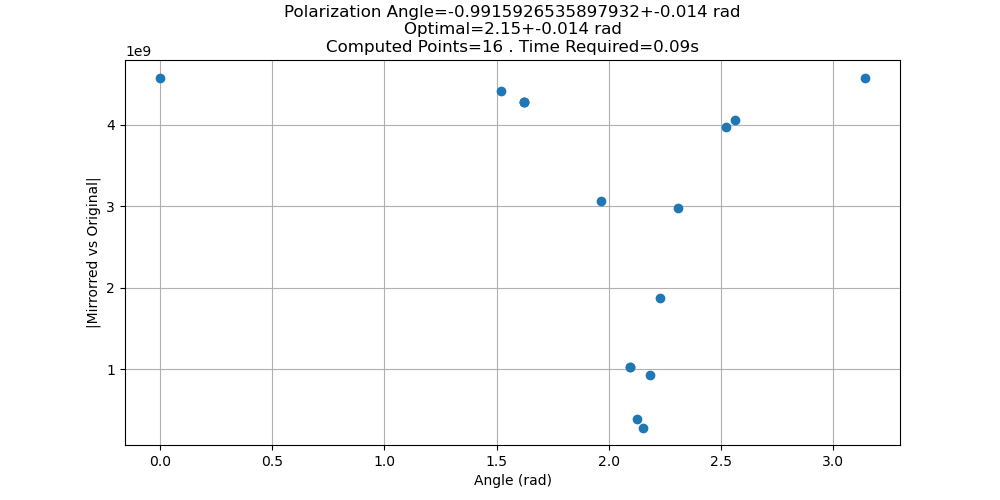 Polarization Angle=-0.9915926535897932+-0.014 rad
Optimal=2.15+-0.014 rad
Computed Points=16 . Time Required=0.09s
1e9
4
3
2
1
|Mirrorred vs Original|
0.0 0.5 1.0 1.5 2.0 2.5 3.0
Angle (rad)